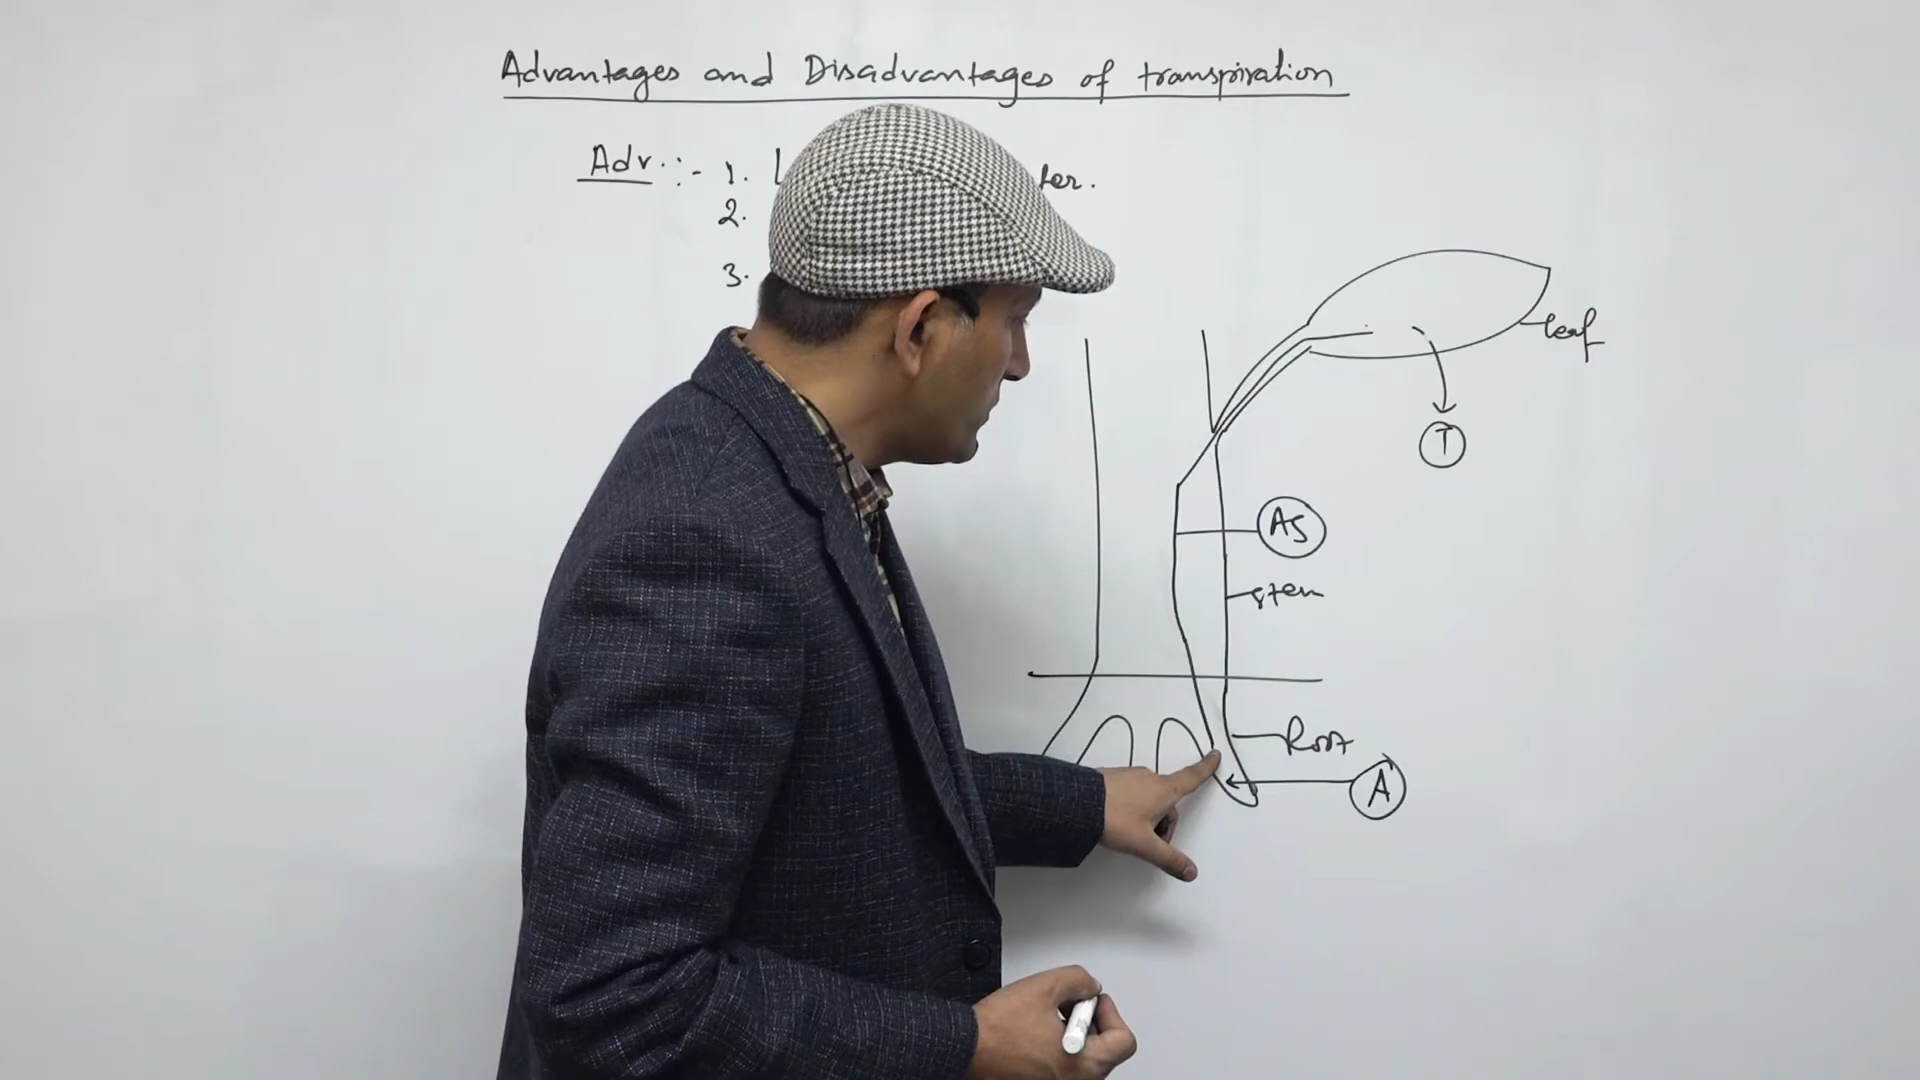 Advantages and Disadvantages of transpiration
Adv. :- 1.
2.
3.
leaf
T
AS
stem
Root
A